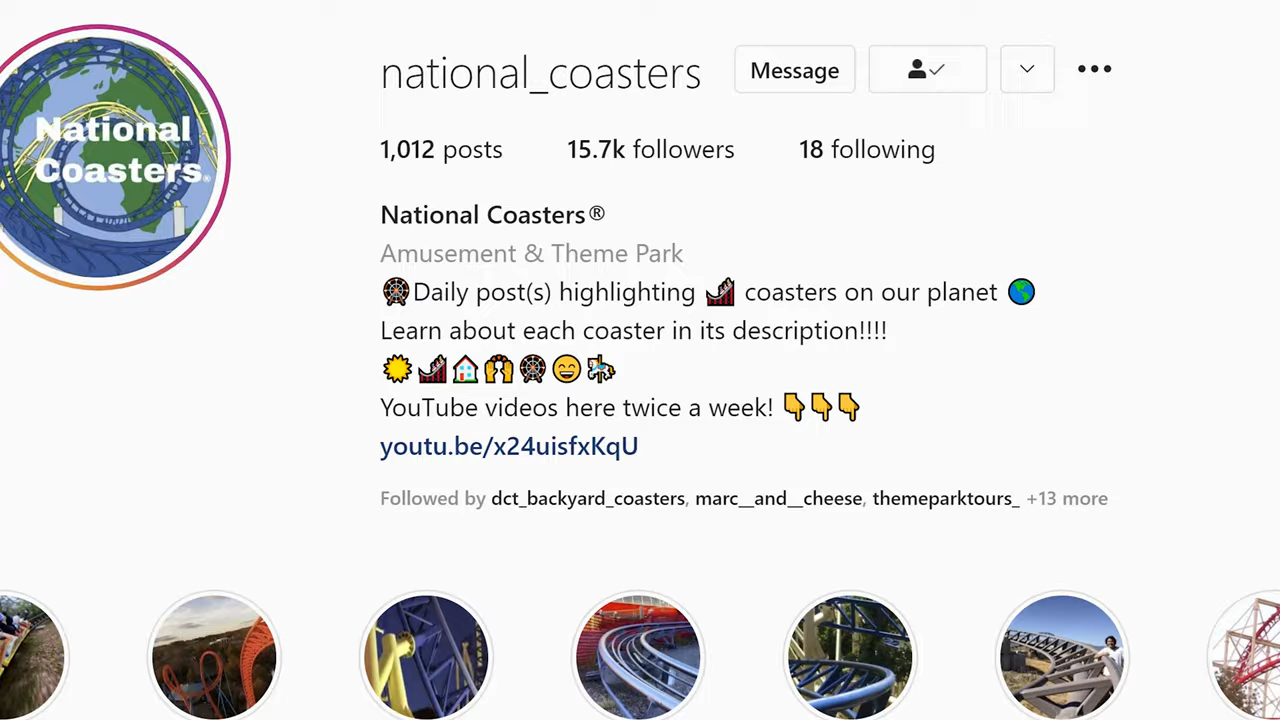 national_coasters Message
1,012 posts 15.7k followers 18 following
National
Coasters®
National Coasters®
Amusement & Theme Park
🎡Daily post(s) highlighting 🎢 coasters on our planet 🌎
Learn about each coaster in its description!!!!
☀️🎢🏠🙌🎡😄🎠
YouTube videos here twice a week! 👇👇👇
youtu.be/x24uisfxKqU
Followed by dct_backyard_coasters, marc__and__cheese, themeparktours_ +13 more